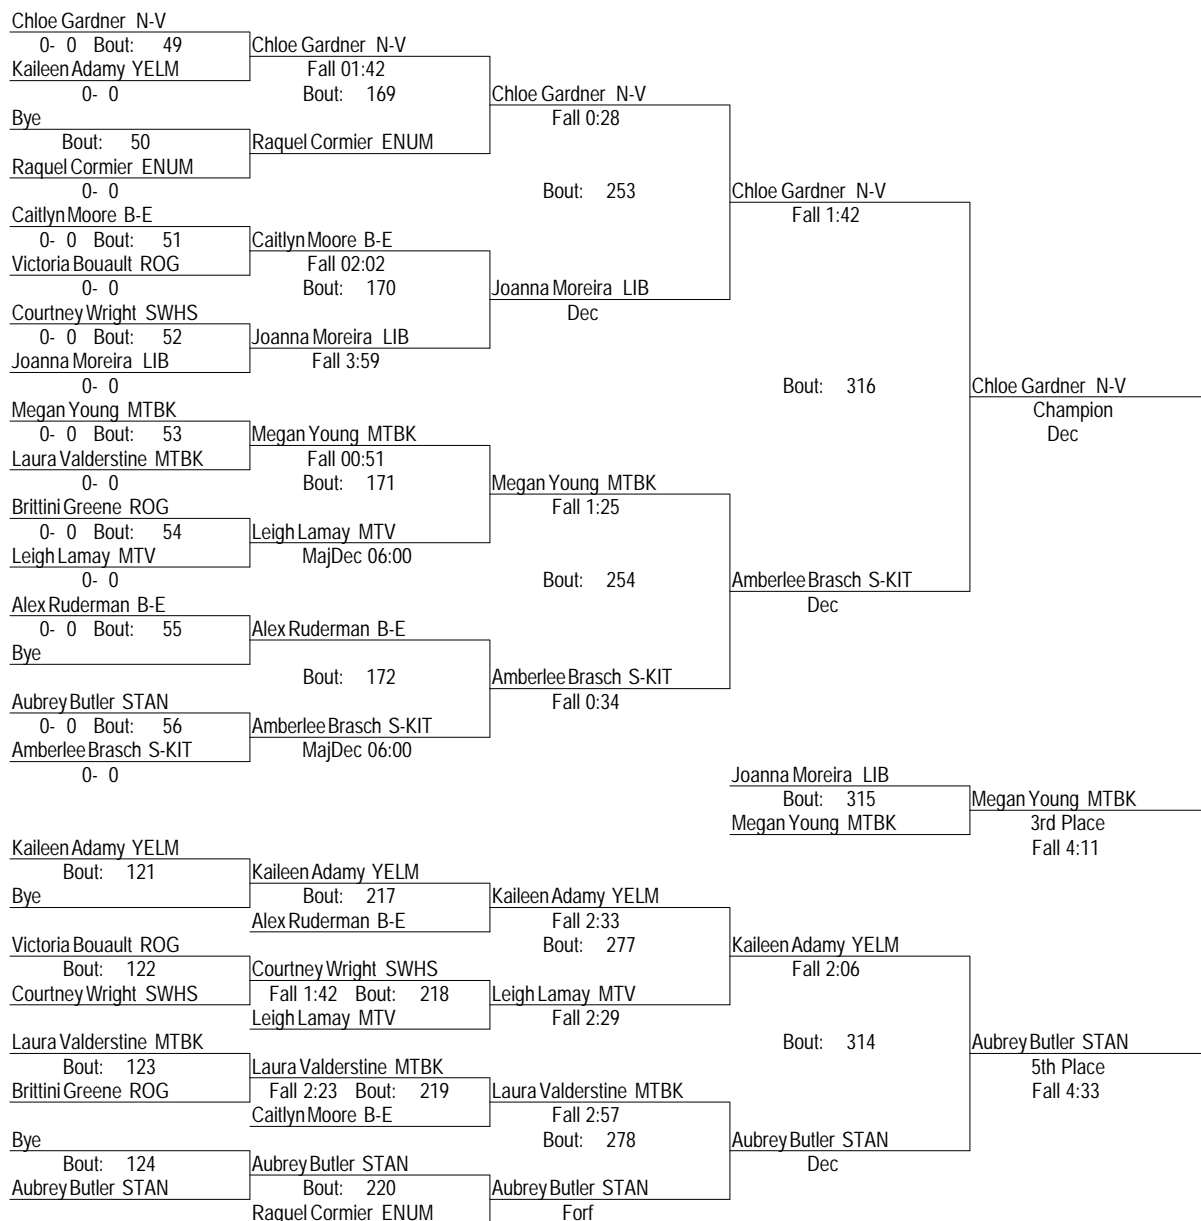 Chloe Gardner N-V
0- 0 Bout: 49 Chloe Gardner N-V
Kaileen Adamy YELM Fall 01:42
0- 0 Bout: 169 Chloe Gardner N-V
Bye Fall 0:28
Bout: 50 Raquel Cormier ENUM
Raquel Cormier ENUM
0- 0 Bout: 253 Chloe Gardner N-V
Caitlyn Moore B-E Fall 1:42
0- 0 Bout: 51 Caitlyn Moore B-E
Victoria Bouault ROG Fall 02:02
0- 0 Bout: 170 Joanna Moreira LIB
Courtney Wright SWHS Dec
0- 0 Bout: 52 Joanna Moreira LIB
Joanna Moreira LIB Fall 3:59
0- 0 Bout: 316 Chloe Gardner N-V
Megan Young MTBK Champion
0- 0 Bout: 53 Megan Young MTBK Dec
Laura Valderstine MTBK Fall 00:51
0- 0 Bout: 171 Megan Young MTBK
Brittini Greene ROG Fall 1:25
0- 0 Bout: 54 Leigh Lamay MTV
Leigh Lamay MTV MajDec 06:00
0- 0 Bout: 254 Amberlee Brasch S-KIT
Alex Ruderman B-E Dec
0- 0 Bout: 55 Alex Ruderman B-E
Bye
Bout: 172 Amberlee Brasch S-KIT
Aubrey Butler STAN Fall 0:34
0- 0 Bout: 56 Amberlee Brasch S-KIT
Amberlee Brasch S-KIT MajDec 06:00
0- 0 Joanna Moreira LIB
Bout: 315 Megan Young MTBK
Megan Young MTBK 3rd Place
Kaileen Adamy YELM Fall 4:11
Bout: 121 Kaileen Adamy YELM
Bye Bout: 217 Kaileen Adamy YELM
Alex Ruderman B-E Fall 2:33
Victoria Bouault ROG Bout: 277 Kaileen Adamy YELM
Bout: 122 Courtney Wright SWHS Fall 2:06
Courtney Wright SWHS Fall 1:42 Bout: 218 Leigh Lamay MTV
Leigh Lamay MTV Fall 2:29
Laura Valderstine MTBK Bout: 314 Aubrey Butler STAN
Bout: 123 Laura Valderstine MTBK 5th Place
Brittini Greene ROG Fall 2:23 Bout: 219 Laura Valderstine MTBK Fall 4:33
Caitlyn Moore B-E Fall 2:57
Bye Bout: 278 Aubrey Butler STAN
Bout: 124 Aubrey Butler STAN Dec
Aubrey Butler STAN Bout: 220 Aubrey Butler STAN
Raquel Cormier ENUM Forf